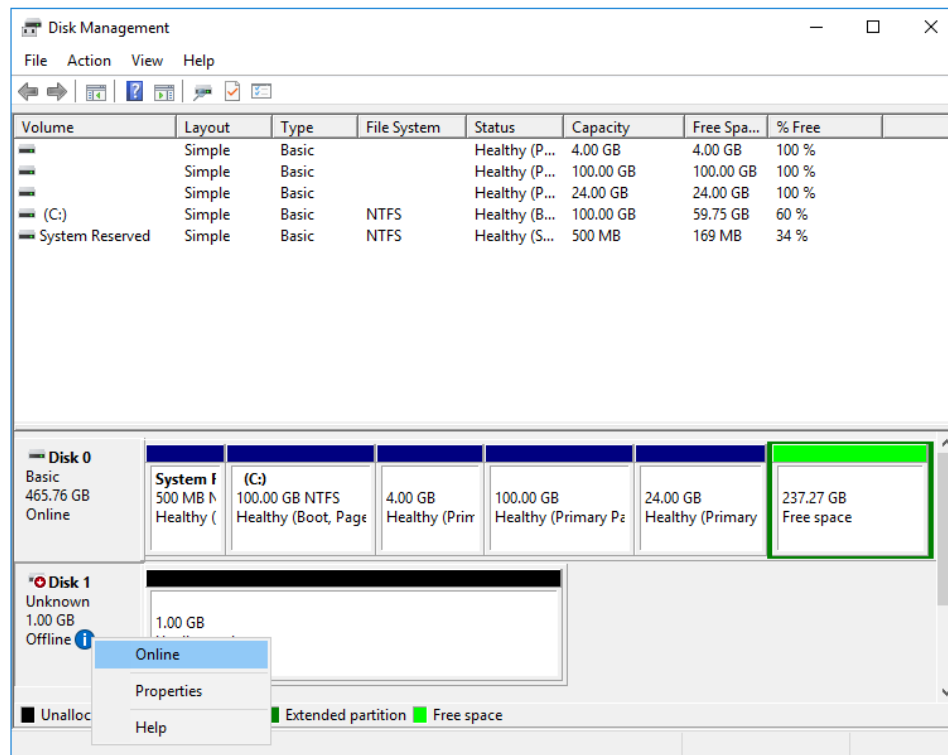 Disk Management
File Action View Help
Volume Layout Type File System Status Capacity Free Spa... % Free
Simple Basic Healthy (P... 4.00 GB 4.00 GB 100 %
Simple Basic Healthy (P... 100.00 GB 100.00 GB 100 %
Simple Basic Healthy (P... 24.00 GB 24.00 GB 100 %
(C:) Simple Basic NTFS Healthy (B... 100.00 GB 59.75 GB 60 %
System Reserved Simple Basic NTFS Healthy (S... 500 MB 169 MB 34 %
Disk 0
Basic
465.76 GB
Online
System F
500 MB N
Healthy (
(C:)
100.00 GB NTFS
Healthy (Boot, Page
4.00 GB
Healthy (Prim
100.00 GB
Healthy (Primary Pa
24.00 GB
Healthy (Primary
237.27 GB
Free space
Disk 1
Unknown
1.00 GB
Offline
1.00 GB
Online
Properties
Help
Unalloc Extended partition Free space